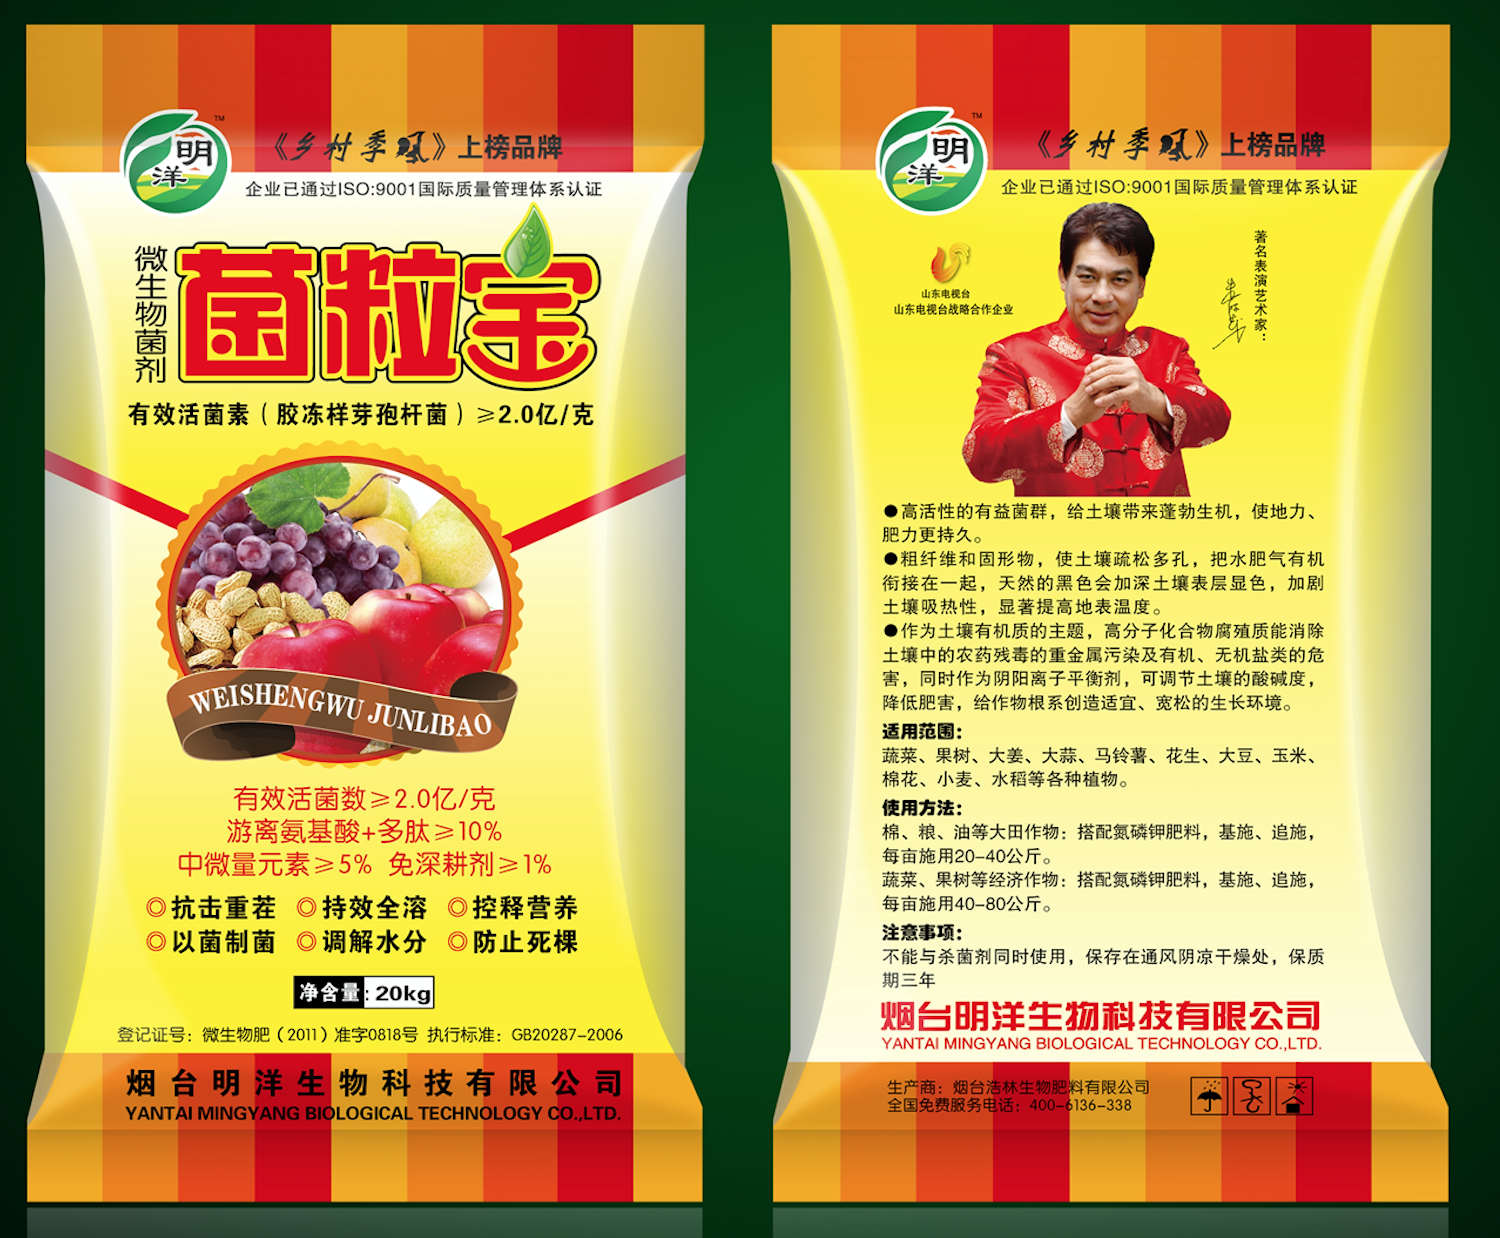 明洋
TM
《乡村季风》上榜品牌
企业已通过ISO:9001国际质量管理体系认证
微生物菌剂
菌粒宝
有效活菌素（胶冻样芽孢杆菌）≥2.0亿/克
WEISHENGWU JUNLIBAO
有效活菌数≥2.0亿/克
游离氨基酸+多肽≥10%
中微量元素≥5% 免深耕剂≥1%
◎抗击重茬 ◎持效全溶 ◎控释营养
◎以菌制菌 ◎调解水分 ◎防止死棵
净含量:20kg
登记证号：微生物肥（2011）准字0818号 执行标准：GB20287-2006
烟台明洋生物科技有限公司
YANTAI MINGYANG BIOLOGICAL TECHNOLOGY CO.,LTD.
明洋
TM
《乡村季风》上榜品牌
企业已通过ISO:9001国际质量管理体系认证
山东电视台
山东电视台战略合作企业
著名表演艺术家：
●高活性的有益菌群，给土壤带来蓬勃生机，使地力、
肥力更持久。
●粗纤维和固形物，使土壤疏松多孔，把水肥气有机
衔接在一起，天然的黑色会加深土壤表层显色，加剧
土壤吸热性，显著提高地表温度。
●作为土壤有机质的主题，高分子化合物腐殖质能消除
土壤中的农药残毒的重金属污染及有机、无机盐类的危
害，同时作为阴阳离子平衡剂，可调节土壤的酸碱度，
降低肥害，给作物根系创造适宜、宽松的生长环境。
适用范围：
蔬菜、果树、大姜、大蒜、马铃薯、花生、大豆、玉米、
棉花、小麦、水稻等各种植物。
使用方法：
棉、粮、油等大田作物：搭配氮磷钾肥料，基施、追施，
每亩施用20-40公斤。
蔬菜、果树等经济作物：搭配氮磷钾肥料，基施、追施，
每亩施用40-80公斤。
注意事项：
不能与杀菌剂同时使用，保存在通风阴凉干燥处，保质
期三年
烟台明洋生物科技有限公司
YANTAI MINGYANG BIOLOGICAL TECHNOLOGY CO.,LTD.
生产商：烟台浩林生物肥料有限公司
全国免费服务电话：400-6136-338